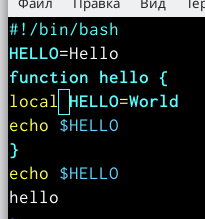 Файл Правка Вид
#!/bin/bash
HELLO=Hello
function hello {
local HELLO=World
echo $HELLO
}
echo $HELLO
hello